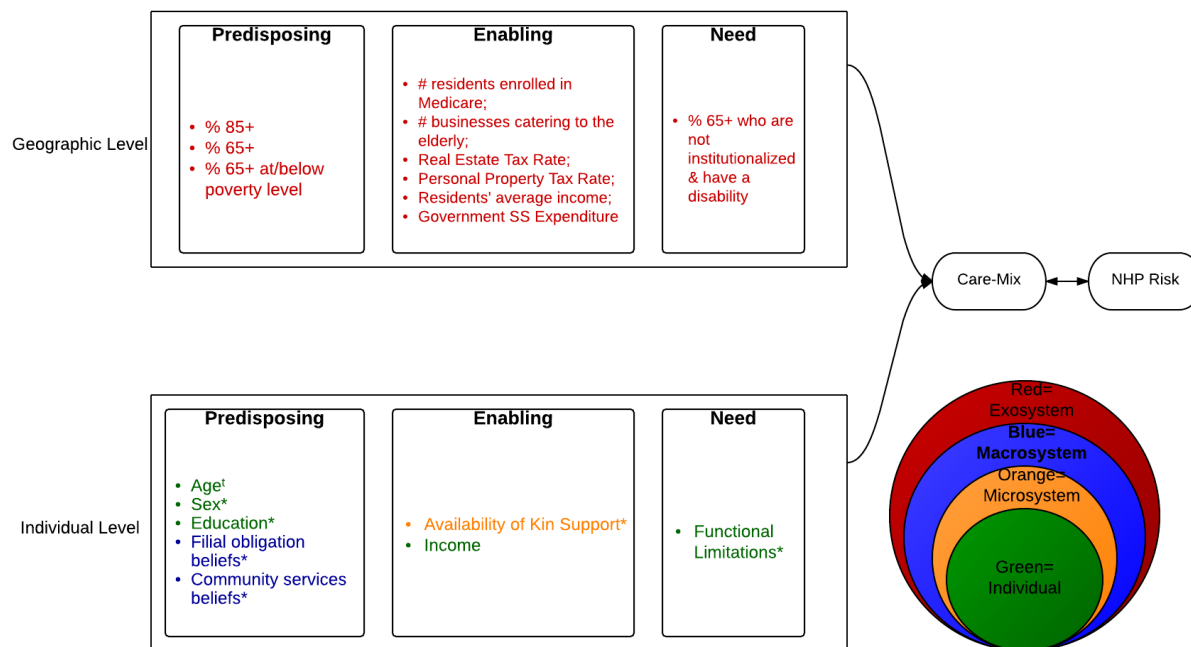 Geographic Level
Predisposing
• % 85+
• % 65+
• % 65+ at/below
poverty level
Enabling
• # residents enrolled in
Medicare;
• # businesses catering to the
elderly;
• Real Estate Tax Rate;
• Personal Property Tax Rate;
• Residents' average income;
• Government SS Expenditure
Need
• % 65+ who are
not
institutionalized
& have a
disability
Care-Mix
NHP Risk
Individual Level
Predisposing
• Ageᵗ
• Sex*
• Education*
• Filial obligation
beliefs*
• Community services
beliefs*
Enabling
• Availability of Kin Support*
• Income
Need
• Functional
Limitations*
Red=
Exosystem
Blue=
Macrosystem
Orange=
Microsystem
Green=
Individual